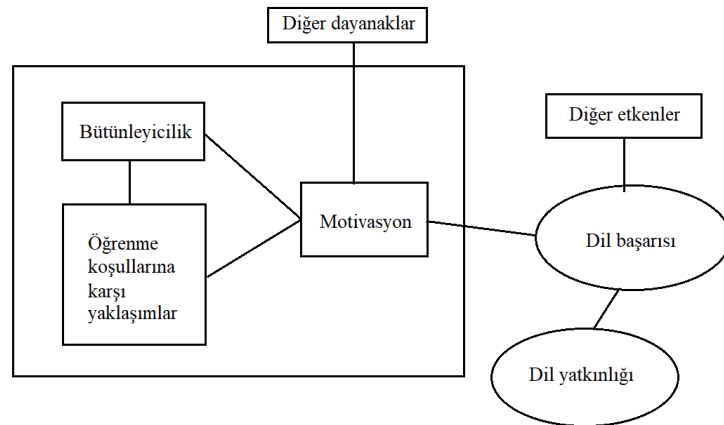 Diğer dayanaklar
Bütünleyicilik
Diğer etkenler
Motivasyon
Öğrenme
koşullarına
karşı
yaklaşımlar
Dil başarısı
Dil yatkınlığı